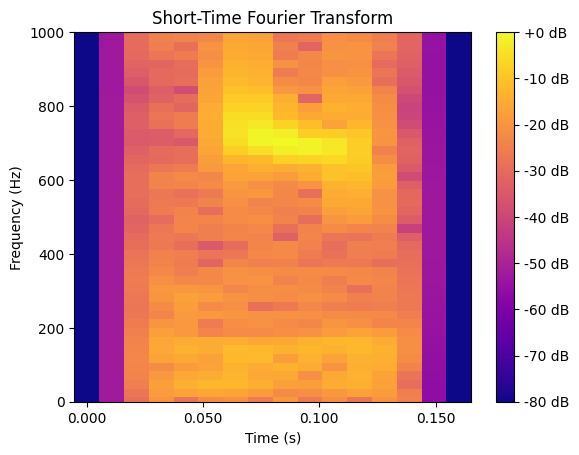 Short-Time Fourier Transform
Frequency (Hz)
1000
800
600
400
200
0
0.000
0.050
0.100
0.150
Time (s)
+0 dB
-10 dB
-20 dB
-30 dB
-40 dB
-50 dB
-60 dB
-70 dB
-80 dB